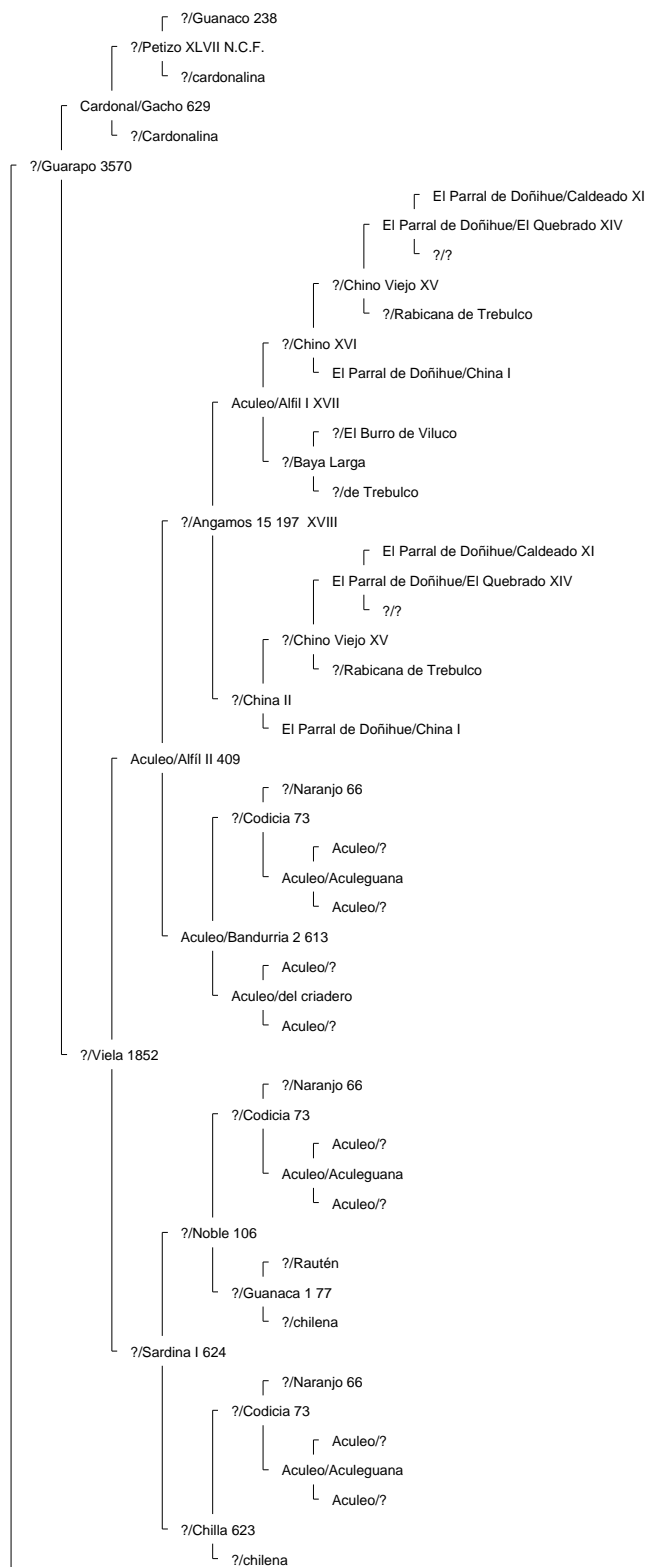 ?/Guanaco 238
?/Petizo XLVII N.C.F.
?/cardonalina
Cardonal/Gacho 629
?/Cardonalina
?/Guarapo 3570
El Parral de Doñihue/Caldeado XI
El Parral de Doñihue/El Quebrado XIV
?/?
?/Chino Viejo XV
?/Rabicana de Trebulco
?/Chino XVI
El Parral de Doñihue/China I
Aculeo/Alfil I XVII
?/El Burro de Viluco
?/Baya Larga
?/de Trebulco
?/Angamos 15 197 XVIII
El Parral de Doñihue/Caldeado XI
El Parral de Doñihue/El Quebrado XIV
?/?
?/Chino Viejo XV
?/Rabicana de Trebulco
?/China II
El Parral de Doñihue/China I
Aculeo/Alfíl II 409
?/Naranjo 66
?/Codicia 73
Aculeo/?
Aculeo/Aculeguana
Aculeo/?
Aculeo/Bandurria 2 613
Aculeo/?
Aculeo/del criadero
Aculeo/?
?/Viela 1852
?/Naranjo 66
?/Codicia 73
Aculeo/?
Aculeo/Aculeguana
Aculeo/?
?/Noble 106
?/Rautén
?/Guanaca 1 77
?/chilena
?/Sardina I 624
?/Naranjo 66
?/Codicia 73
Aculeo/?
Aculeo/Aculeguana
Aculeo/?
?/Chilla 623
?/chilena